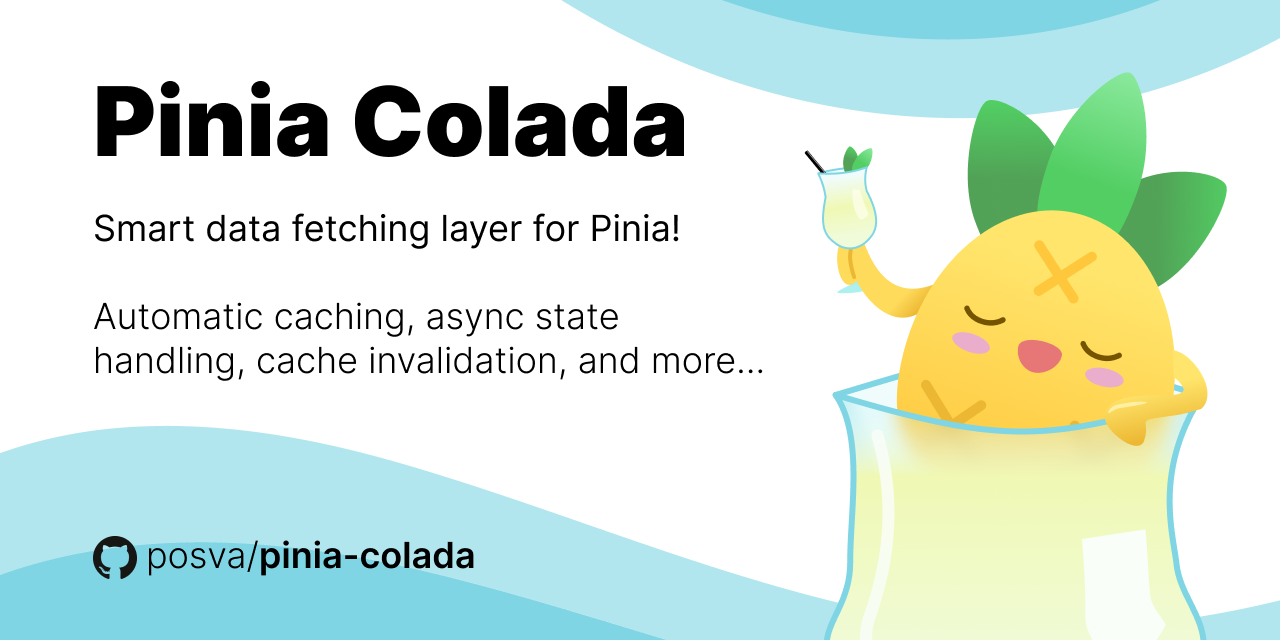 Pinia Colada
Smart data fetching layer for Pinia!
Automatic caching, async state
handling, cache invalidation, and more...
posva/pinia-colada